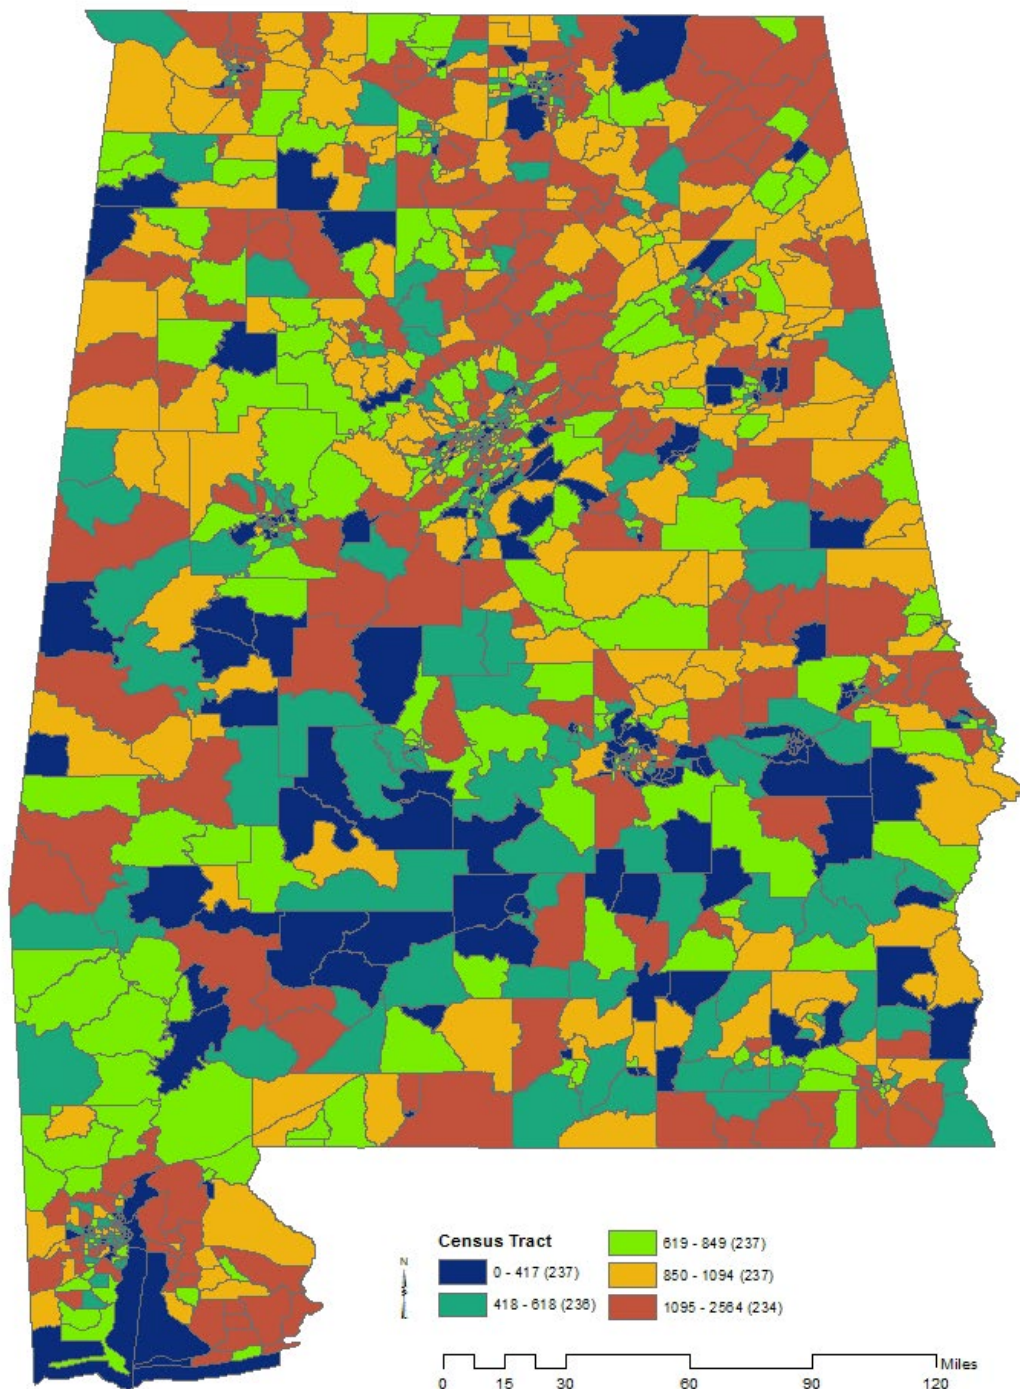 Census Tract
0 - 417 (237)
418 - 618 (236)
619 - 849 (237)
850 - 1094 (237)
1095 - 2564 (234)
N
Miles
0 15 30 60 90 120